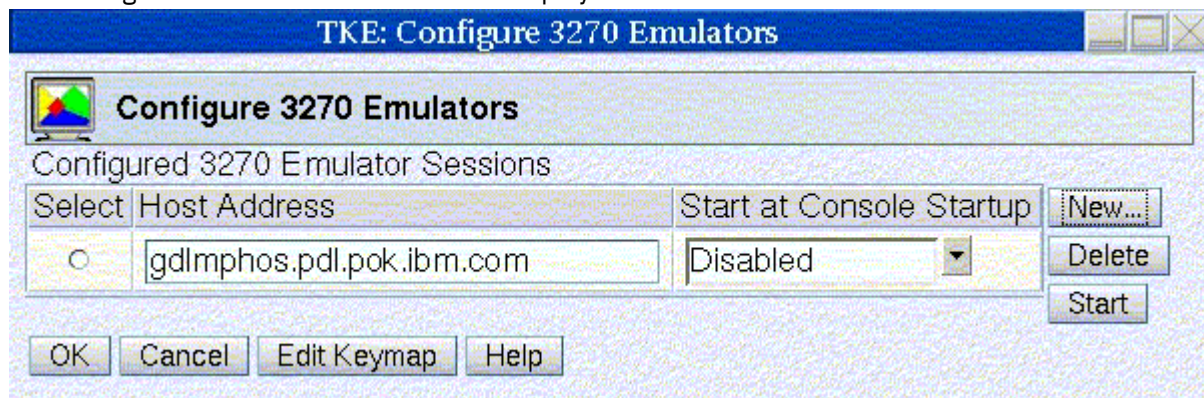 TKE: Configure 3270 Emulators
Configure 3270 Emulators
Configured 3270 Emulator Sessions
Select Host Address Start at Console Startup New...
gdlmphos.pdl.pok.ibm.com Disabled Delete
Start
OK Cancel Edit Keymap Help